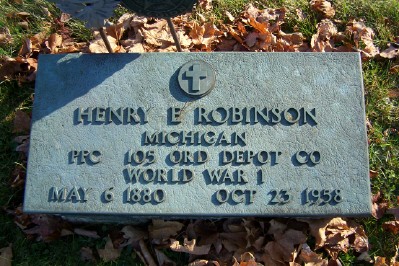 HENRY E ROBINSON
MICHIGAN
PFC 105 ORD DEPOT CO
WORLD WAR I
MAY 6 1880 OCT 23 1958